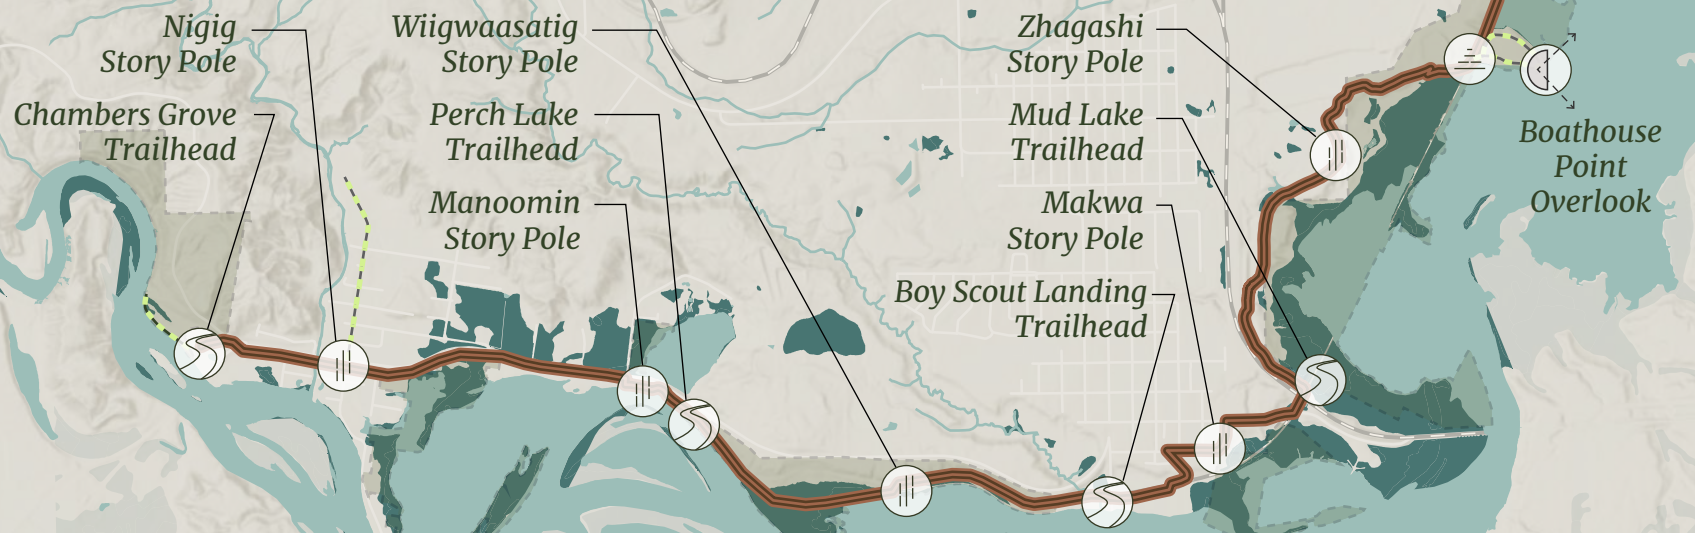 Nigig
Story Pole
Chambers Grove
Trailhead
Wiigwaasatig
Story Pole
Perch Lake
Trailhead
Manoomin
Story Pole
Zhagashi
Story Pole
Mud Lake
Trailhead
Makwa
Story Pole
Boy Scout Landing
Trailhead
Boathouse
Point
Overlook